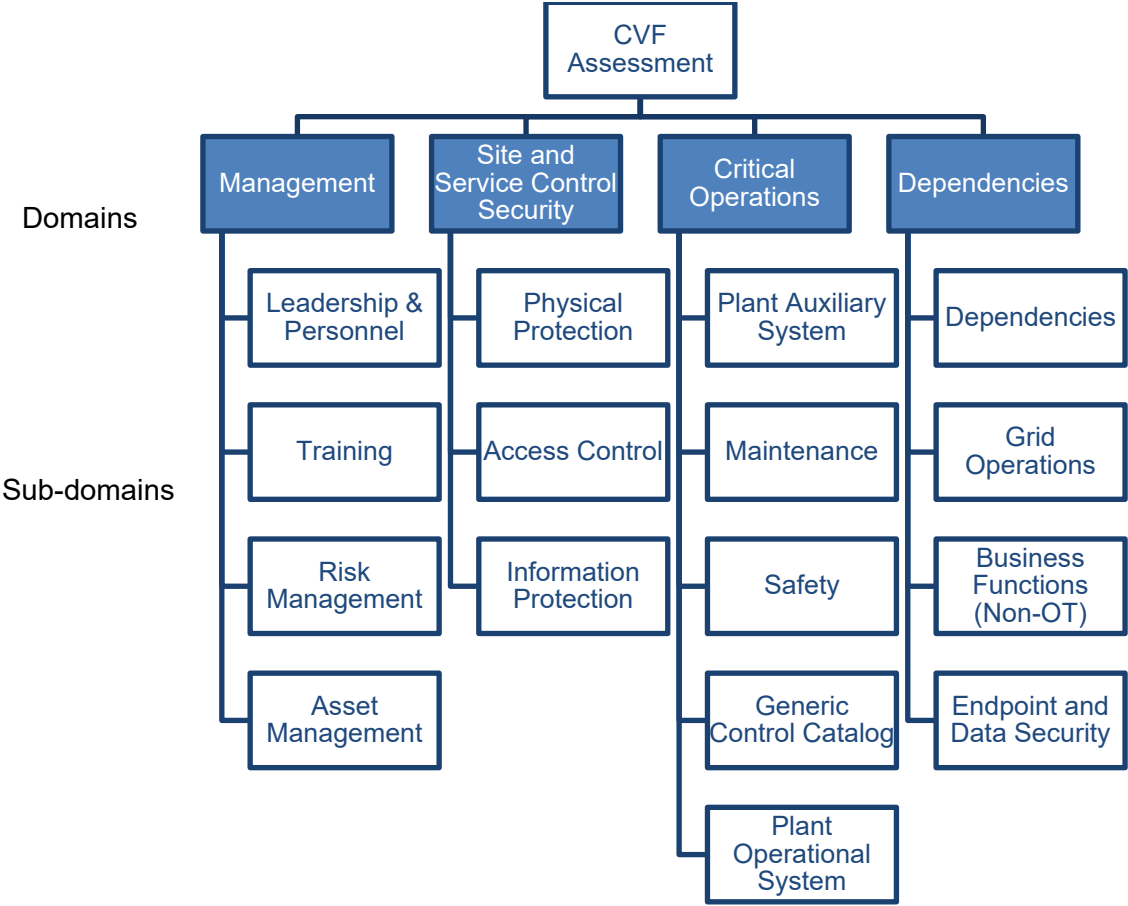 CVF
Assessment
Domains
Management
Site and
Service Control
Security
Critical
Operations
Dependencies
Sub-domains
Leadership &
Personnel
Training
Risk
Management
Asset
Management
Physical
Protection
Access Control
Information
Protection
Plant Auxiliary
System
Maintenance
Safety
Generic
Control Catalog
Plant
Operational
System
Dependencies
Grid
Operations
Business
Functions
(Non-OT)
Endpoint and
Data Security